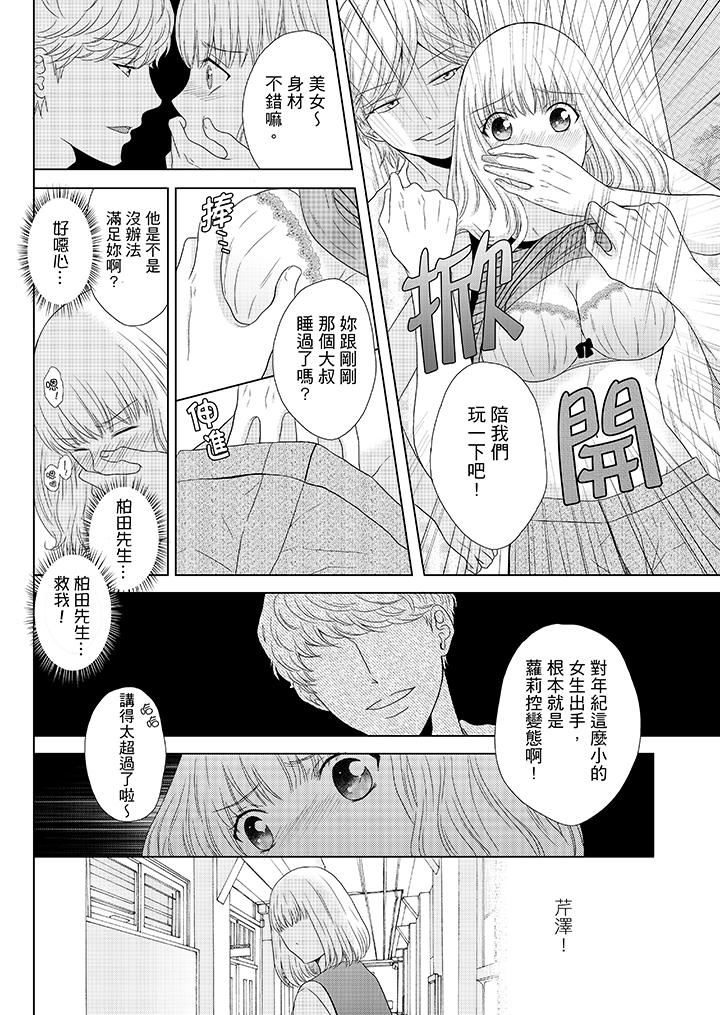 掀
開
陪我們
玩一下吧！
美女～
身材
不錯嘛。
捧…
妳跟剛剛
那個大叔
睡過了嗎？
伸進
他是不是
沒辦法
滿足妳啊？
好噁心…
嗯！
嗯～
柏田先生…
柏田先生…
救我！
對年紀這麼小的
女生出手，
根本就是
蘿莉控變態啊！
講得太超過了啦～
芹澤！